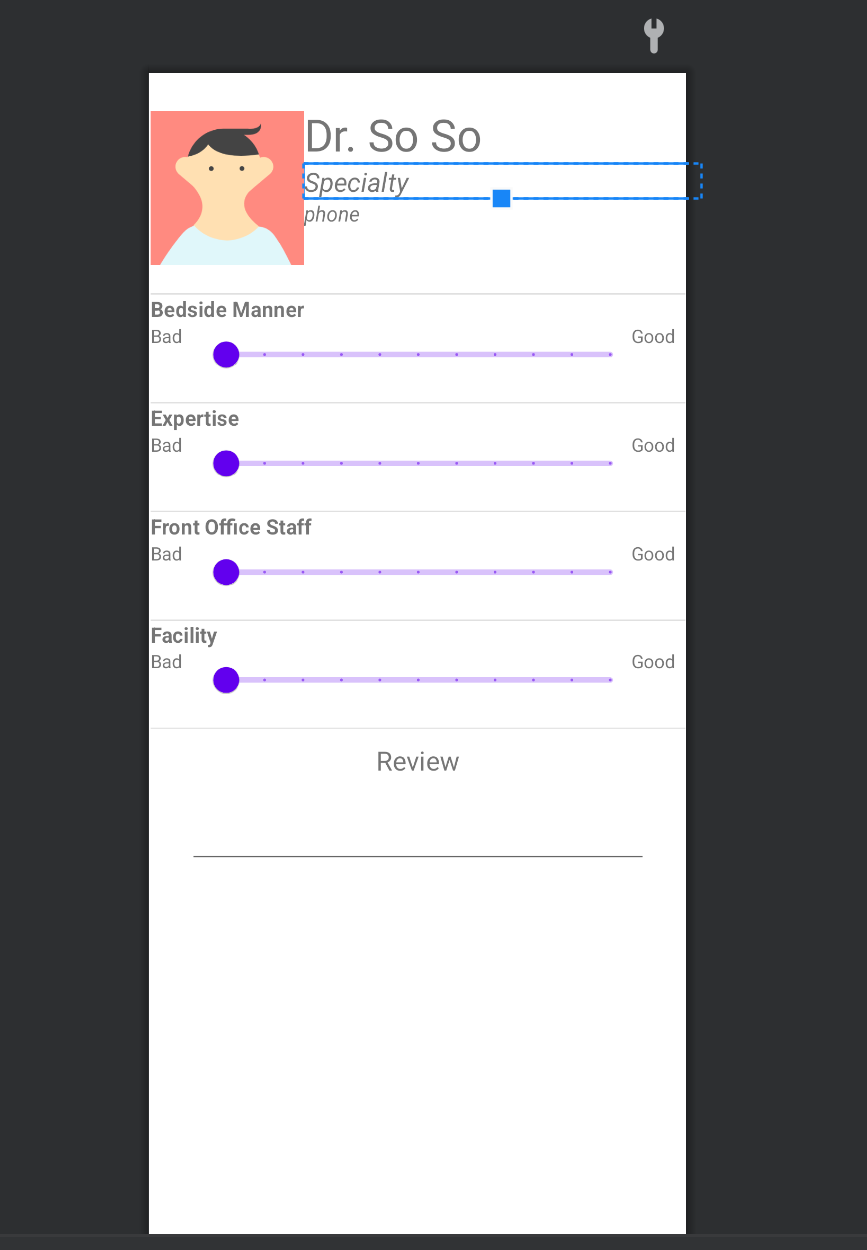 Dr. So So
Specialty
phone
Bedside Manner
Bad Good
Expertise
Bad Good
Front Office Staff
Bad Good
Facility
Bad Good
Review